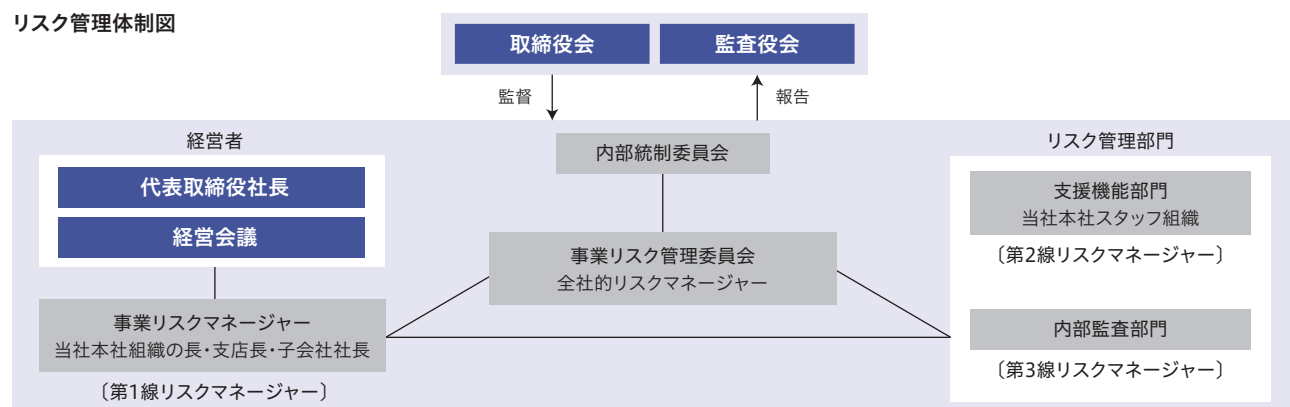 リスク管理体制図
取締役会
監査役会
監督
報告
経営者
代表取締役社長
経営会議
事業リスクマネージャー
当社本社組織の長・支店長・子会社社長
〔第1線リスクマネージャー〕
内部統制委員会
事業リスク管理委員会
全社的リスクマネージャー
リスク管理部門
支援機能部門
当社本社スタッフ組織
〔第2線リスクマネージャー〕
内部監査部門
〔第3線リスクマネージャー〕